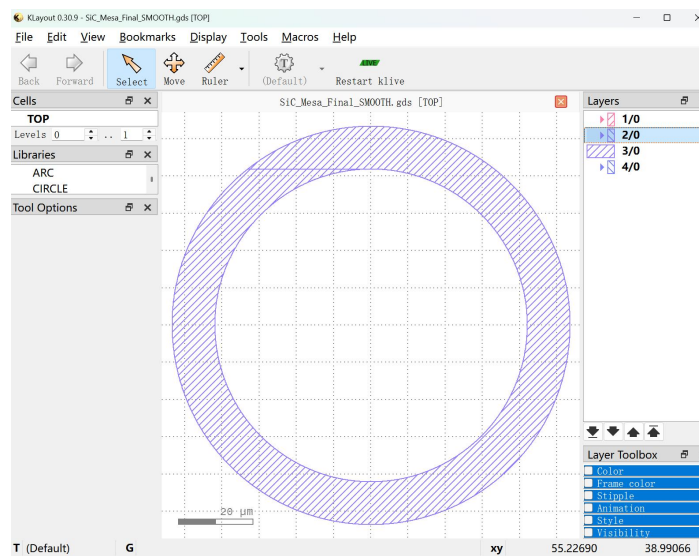 KLayout 0.30.9 - SiC_Mesa_Final_SMOOTH.gds [TOP]
File Edit View Bookmarks Display Tools Macros Help
T LIVE
Back Forward Select Move Ruler (Default) Restart klive
Cells
TOP
Levels 0 .. 1
Libraries
ARC
CIRCLE
Tool Options
SiC_Mesa_Final_SMOOTH.gds [TOP]
20 µm
Layers
1/0
2/0
3/0
4/0
Layer Toolbox
Color
Frame color
Stipple
Animation
Style
Visibility
T (Default) G xy 55.22690 38.99066